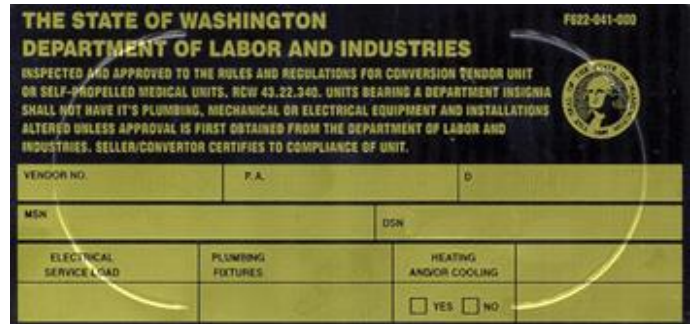 THE STATE OF WASHINGTON
F622-041-000
DEPARTMENT OF LABOR AND INDUSTRIES
INSPECTED AND APPROVED TO THE RULES AND REGULATIONS FOR CONVERSION VENDOR UNIT
OR SELF-PROPELLED MEDICAL UNITS, RCW 43.22.340. UNITS BEARING A DEPARTMENT INSIGNIA
SHALL NOT HAVE IT'S PLUMBING, MECHANICAL OR ELECTRICAL EQUIPMENT AND INSTALLATIONS
ALTERED UNLESS APPROVAL IS FIRST OBTAINED FROM THE DEPARTMENT OF LABOR AND
INDUSTRIES. SELLER/CONVERTOR CERTIFIES TO COMPLIANCE OF UNIT.
VENDOR NO. P.A. D
MSN DSN
ELECTRICAL PLUMBING HEATING
SERVICE LOAD FIXTURES AND/OR COOLING
YES NO